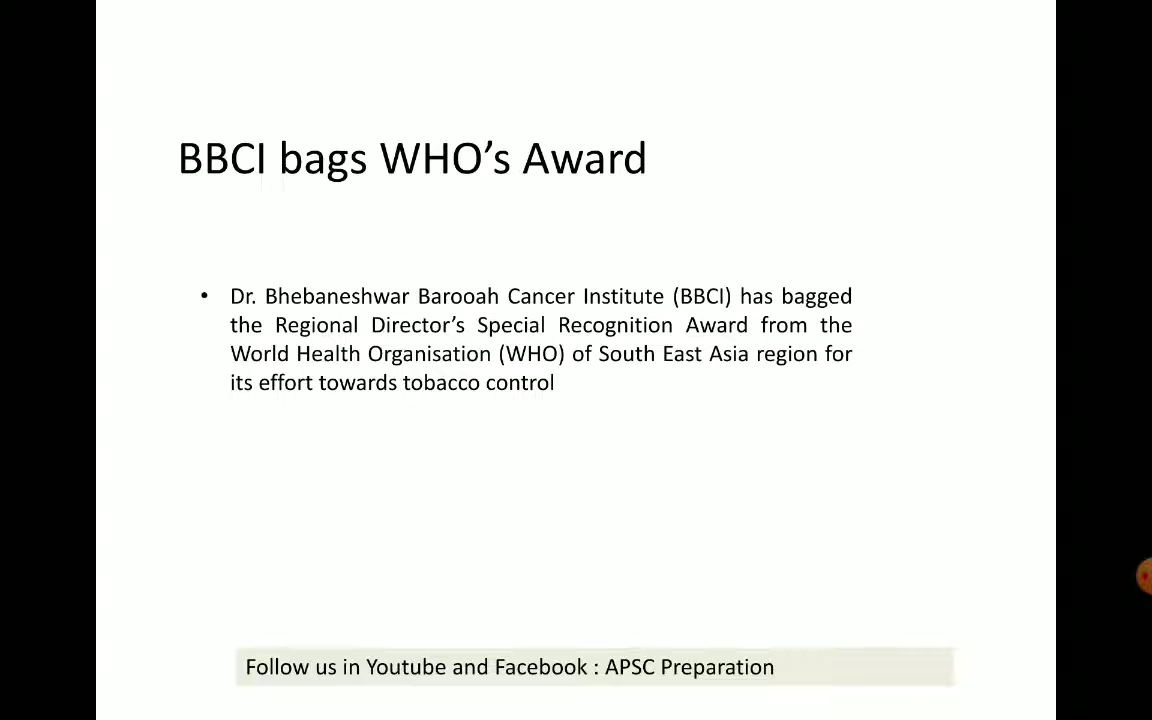 BBCI bags WHO’s Award
• Dr. Bhebaneshwar Barooah Cancer Institute (BBCI) has bagged
the Regional Director’s Special Recognition Award from the
World Health Organisation (WHO) of South East Asia region for
its effort towards tobacco control
Follow us in Youtube and Facebook : APSC Preparation